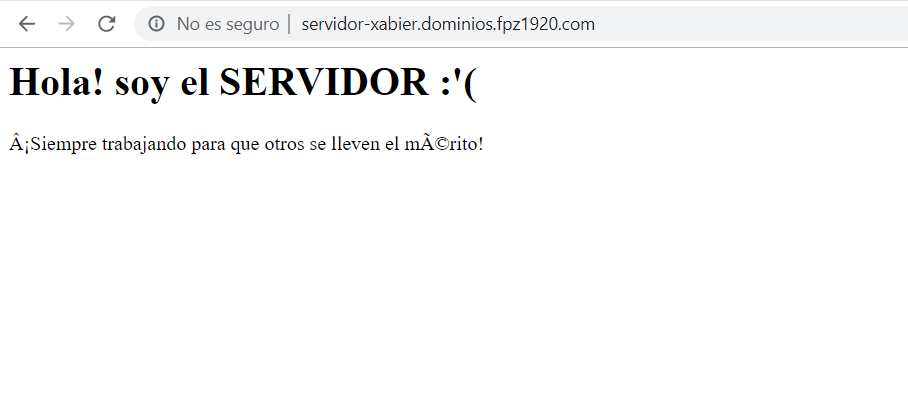 No es seguro | servidor-xabier.dominios.fpz1920.com
Hola! soy el SERVIDOR :'(
Â¡Siempre trabajando para que otros se lleven el mÃ©rito!